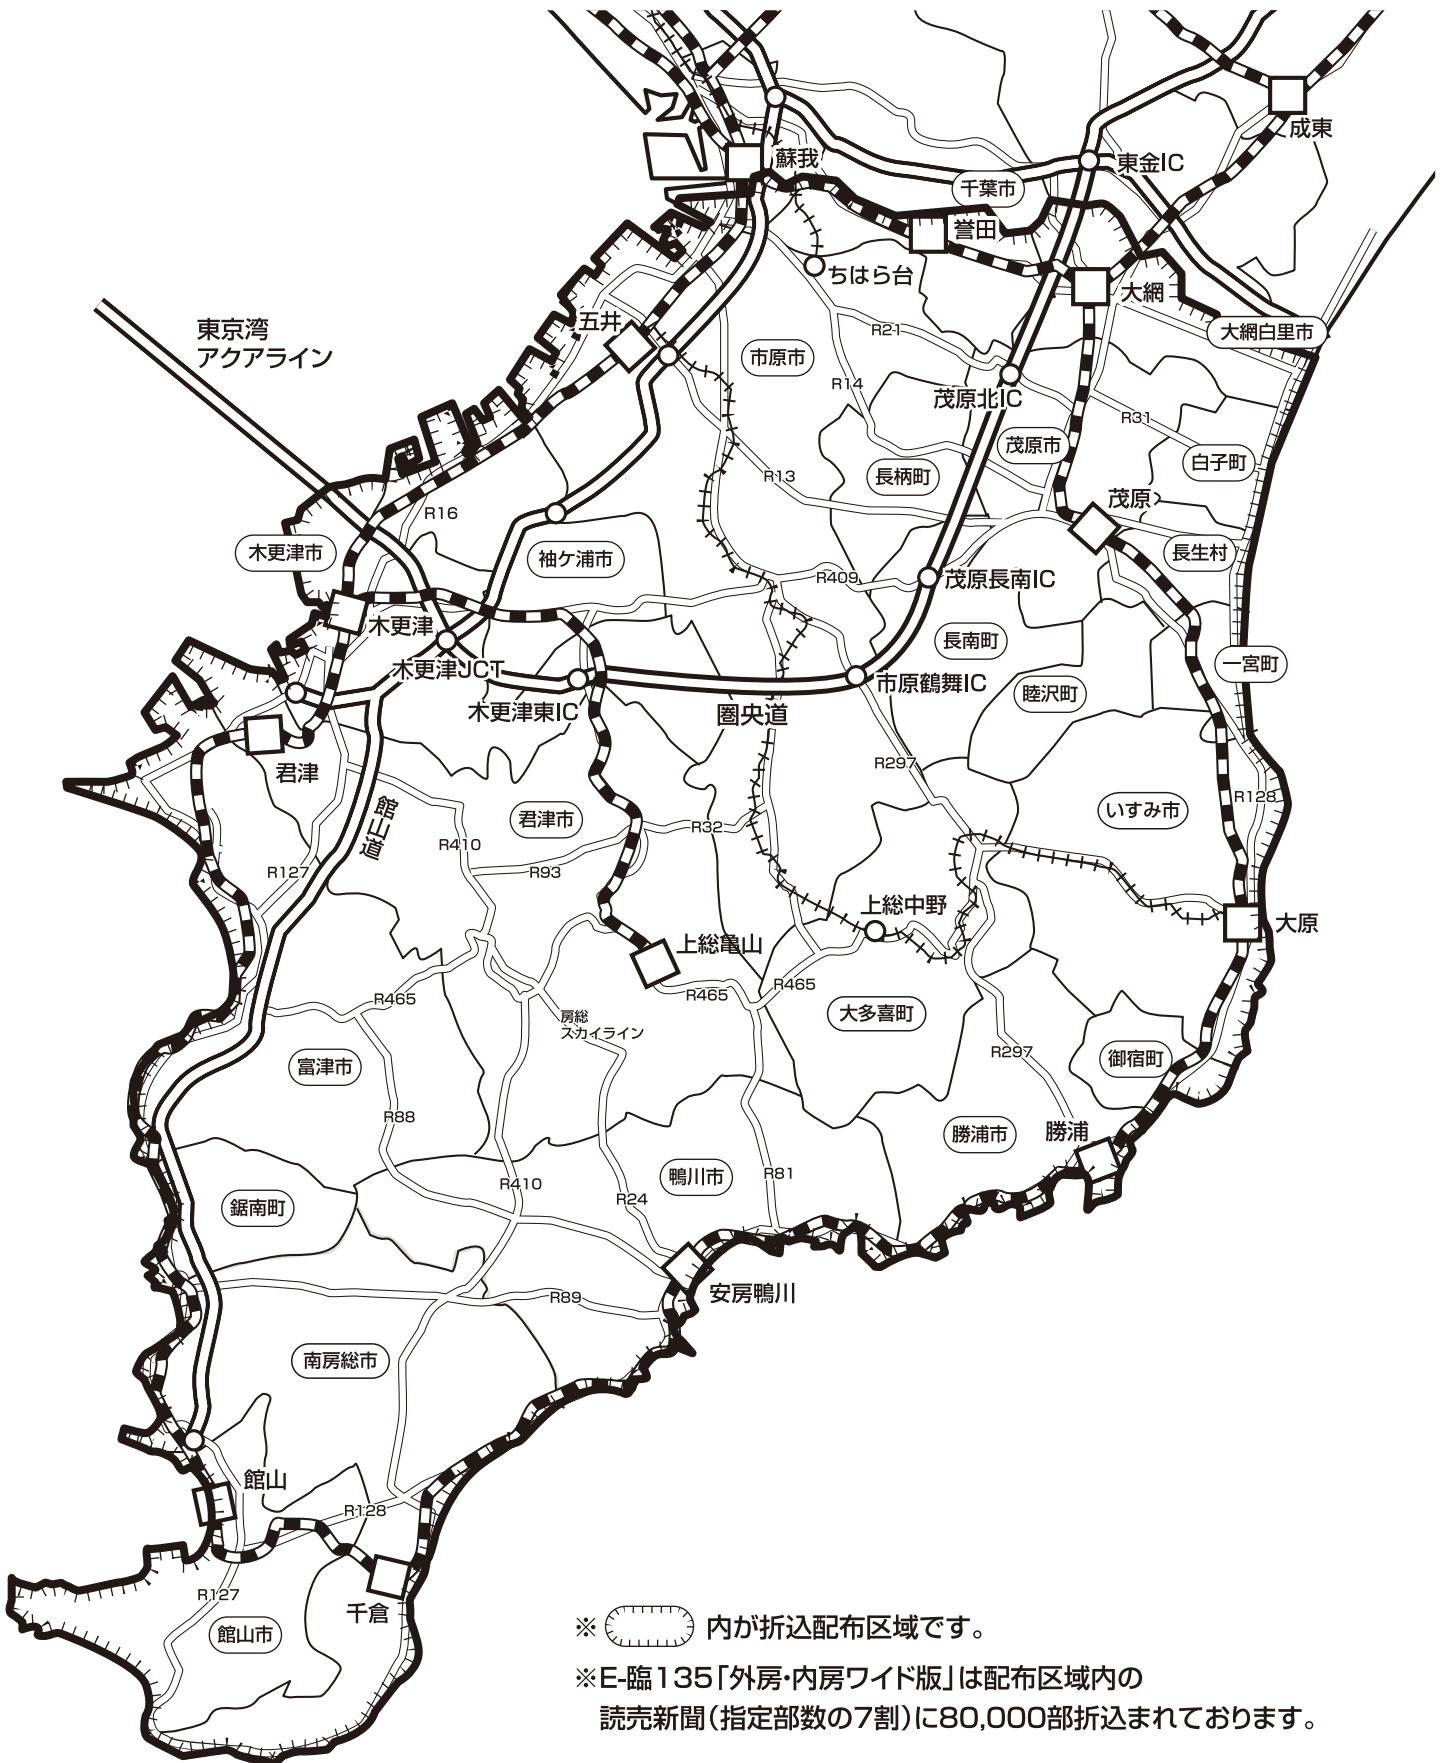 成東
蘇我
東金IC
千葉市
誉田
ちはら台
大網
東京湾
アクアライン
五井
R21
大網白里市
市原市
R14
茂原北IC
R31
茂原市
白子町
R13
長柄町
茂原
R16
木更津市
袖ケ浦市
長生村
R409
茂原長南IC
木更津
長南町
木更津JCT
一宮町
市原鶴舞IC
睦沢町
木更津東IC
圏央道
君津
R297
館山道
君津市
いすみ市
R128
R410
R32
R127
R93
上総中野
大原
上総亀山
R465
R465
R465
大多喜町
房総
スカイライン
富津市
R297
御宿町
R88
勝浦市
勝浦
鴨川市
R81
R410
R24
鋸南町
安房鴨川
R89
南房総市
館山
R128
R127
千倉
館山市
※ 内が折込配布区域です。
※E-臨135「外房・内房ワイド版」は配布区域内の
読売新聞(指定部数の7割)に80,000部折込まれております。